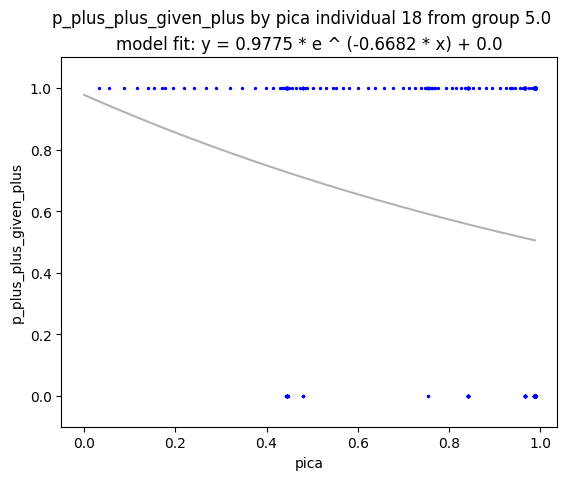 p_plus_plus_given_plus by pica individual 18 from group 5.0
model fit: y = 0.9775 * e ^ (-0.6682 * x) + 0.0
p_plus_plus_given_plus
1.0
0.8
0.6
0.4
0.2
0.0
0.0 0.2 0.4 0.6 0.8 1.0
pica